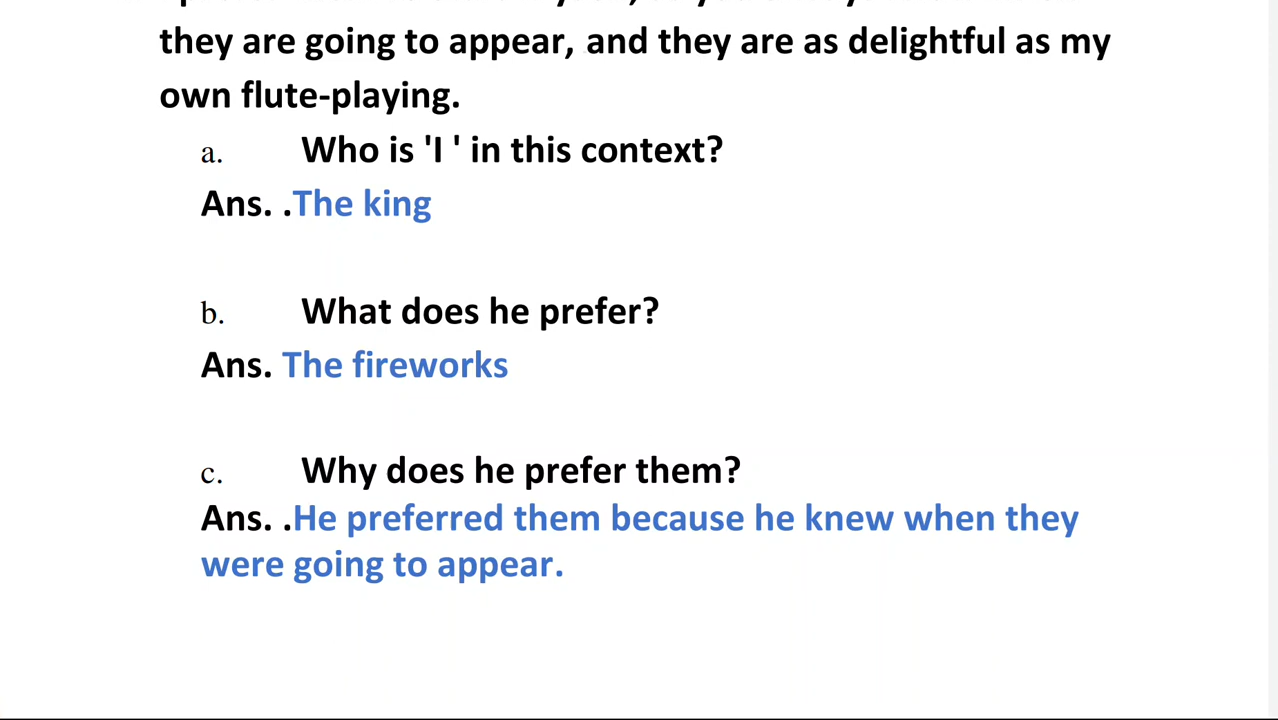 they are going to appear, and they are as delightful as my
own flute-playing.
a. Who is 'I ' in this context?
Ans. .The king
b. What does he prefer?
Ans. The fireworks
c. Why does he prefer them?
Ans. .He preferred them because he knew when they
were going to appear.